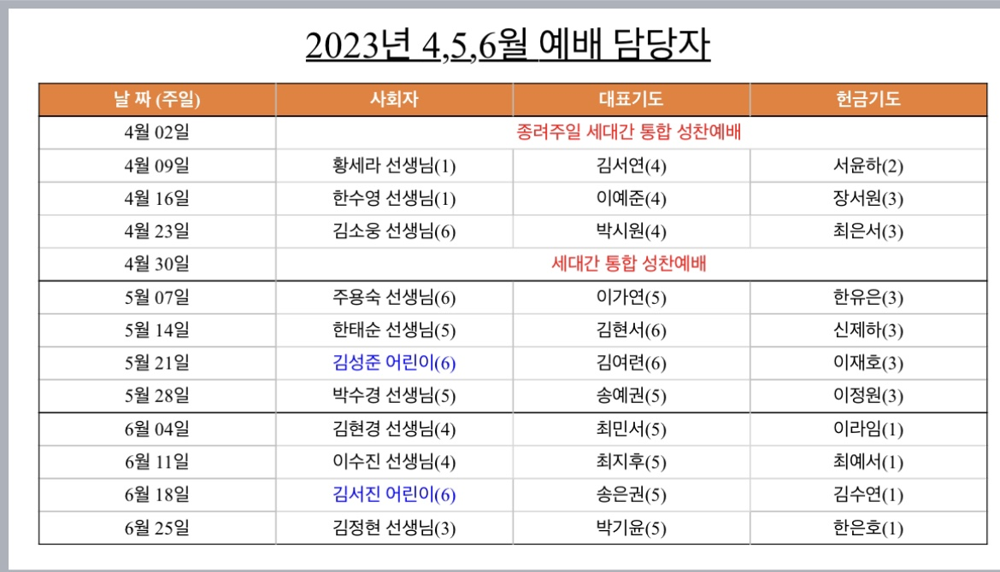 2023년 4,5,6월 예배 담당자
날 짜 (주일) 사회자 대표기도 헌금기도
4월 02일 종려주일 세대간 통합 성찬예배
4월 09일 황세라 선생님(1) 김서연(4) 서윤하(2)
4월 16일 한수영 선생님(1) 이예준(4) 장서원(3)
4월 23일 김소웅 선생님(6) 박시원(4) 최은서(3)
4월 30일 세대간 통합 성찬예배
5월 07일 주용숙 선생님(6) 이가연(5) 한유은(3)
5월 14일 한태순 선생님(5) 김현서(6) 신제하(3)
5월 21일 김성준 어린이(6) 김여련(6) 이재호(3)
5월 28일 박수경 선생님(5) 송예권(5) 이정원(3)
6월 04일 김현경 선생님(4) 최민서(5) 이라임(1)
6월 11일 이수진 선생님(4) 최지후(5) 최예서(1)
6월 18일 김서진 어린이(6) 송은권(5) 김수연(1)
6월 25일 김정현 선생님(3) 박기윤(5) 한은호(1)